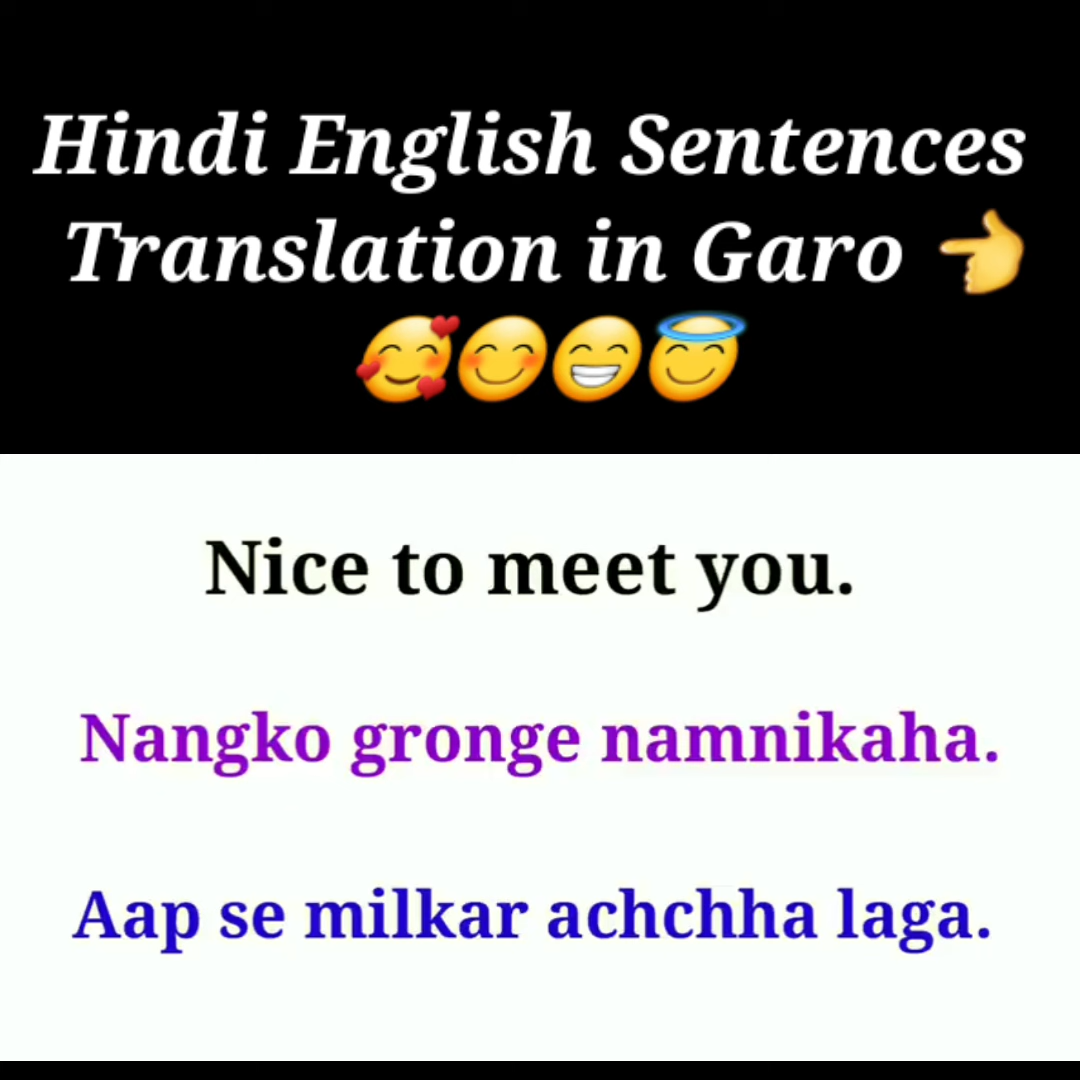 Hindi English Sentences
Translation in Garo 👈
🥰😊😁😇
Nice to meet you.
Nangko gronge namnikaha.
Aap se milkar achchha laga.